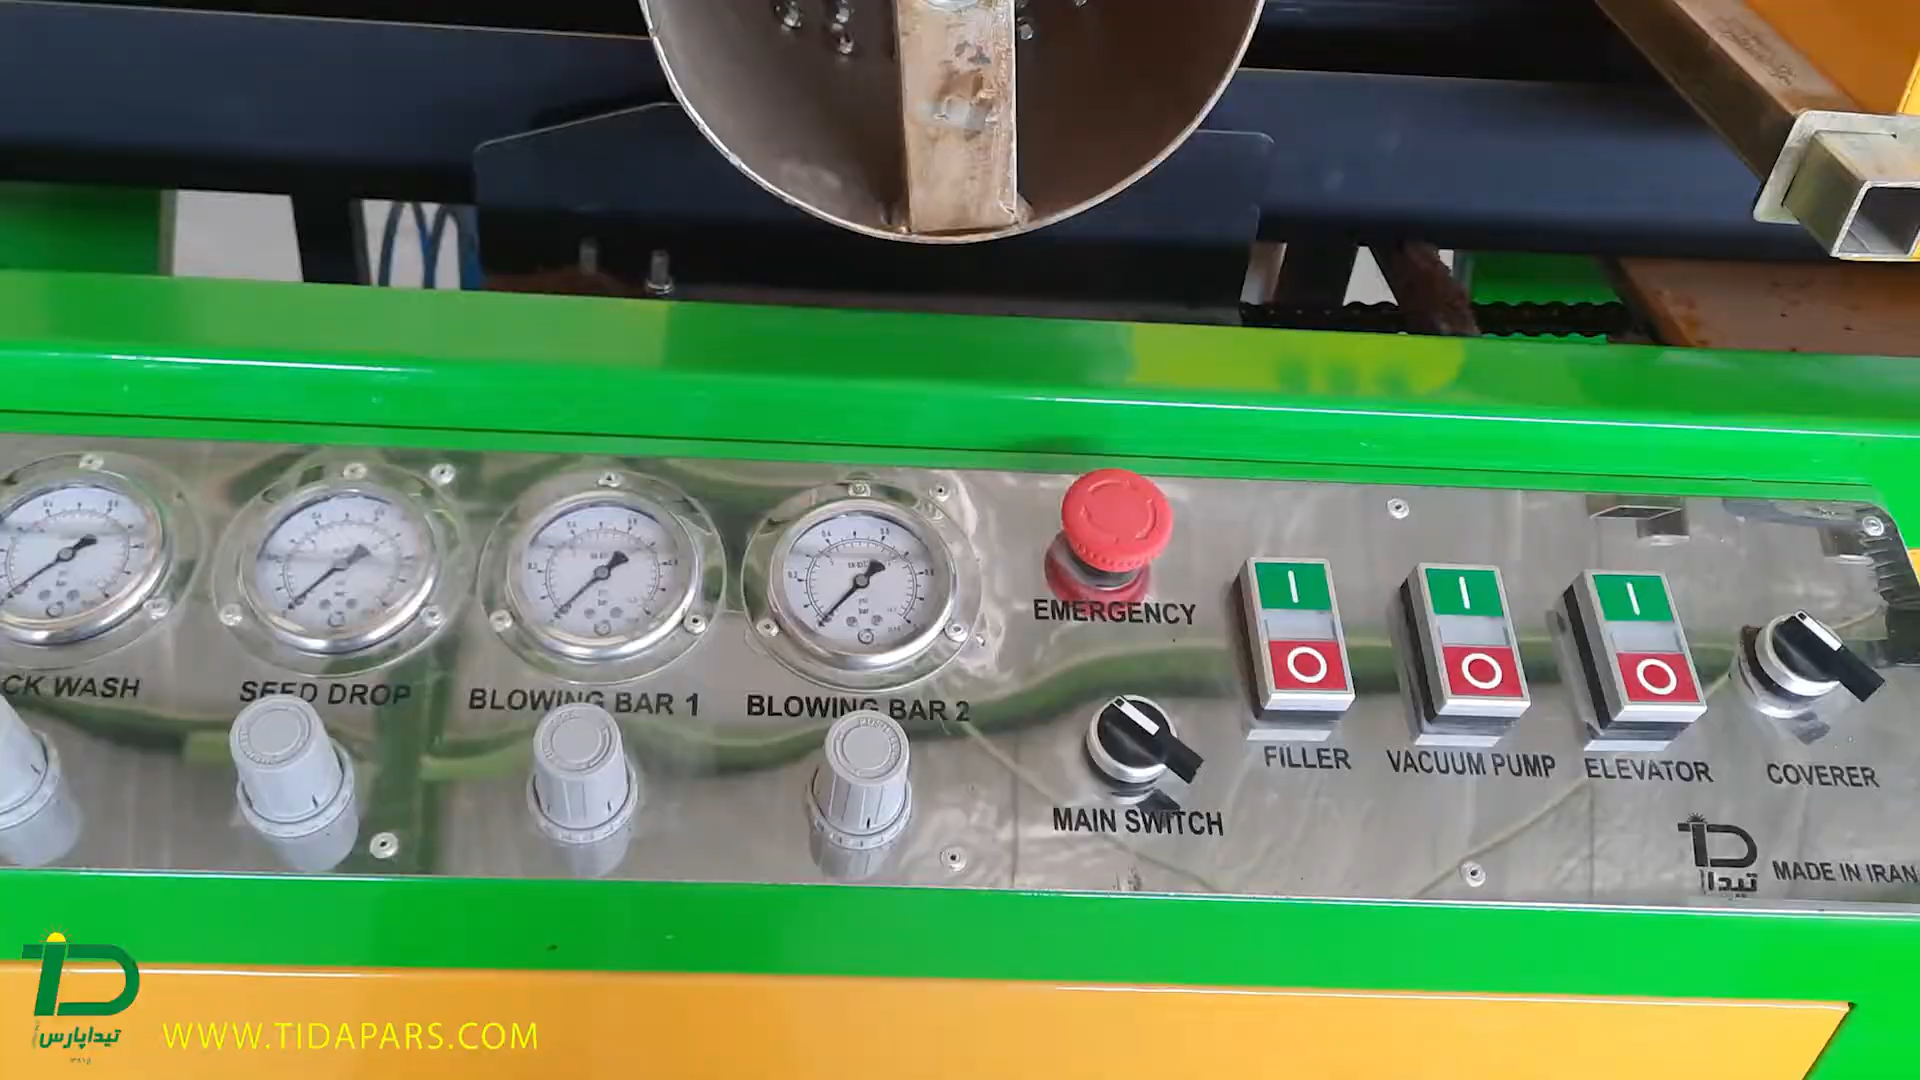 CK WASH
SEED DROP
BLOWING BAR 1
BLOWING BAR 2
EMERGENCY
MAIN SWITCH
FILLER
VACUUM PUMP
ELEVATOR
COVERER
تیدا
MADE IN IRAN
تیداپارس
WWW.TIDAPARS.COM